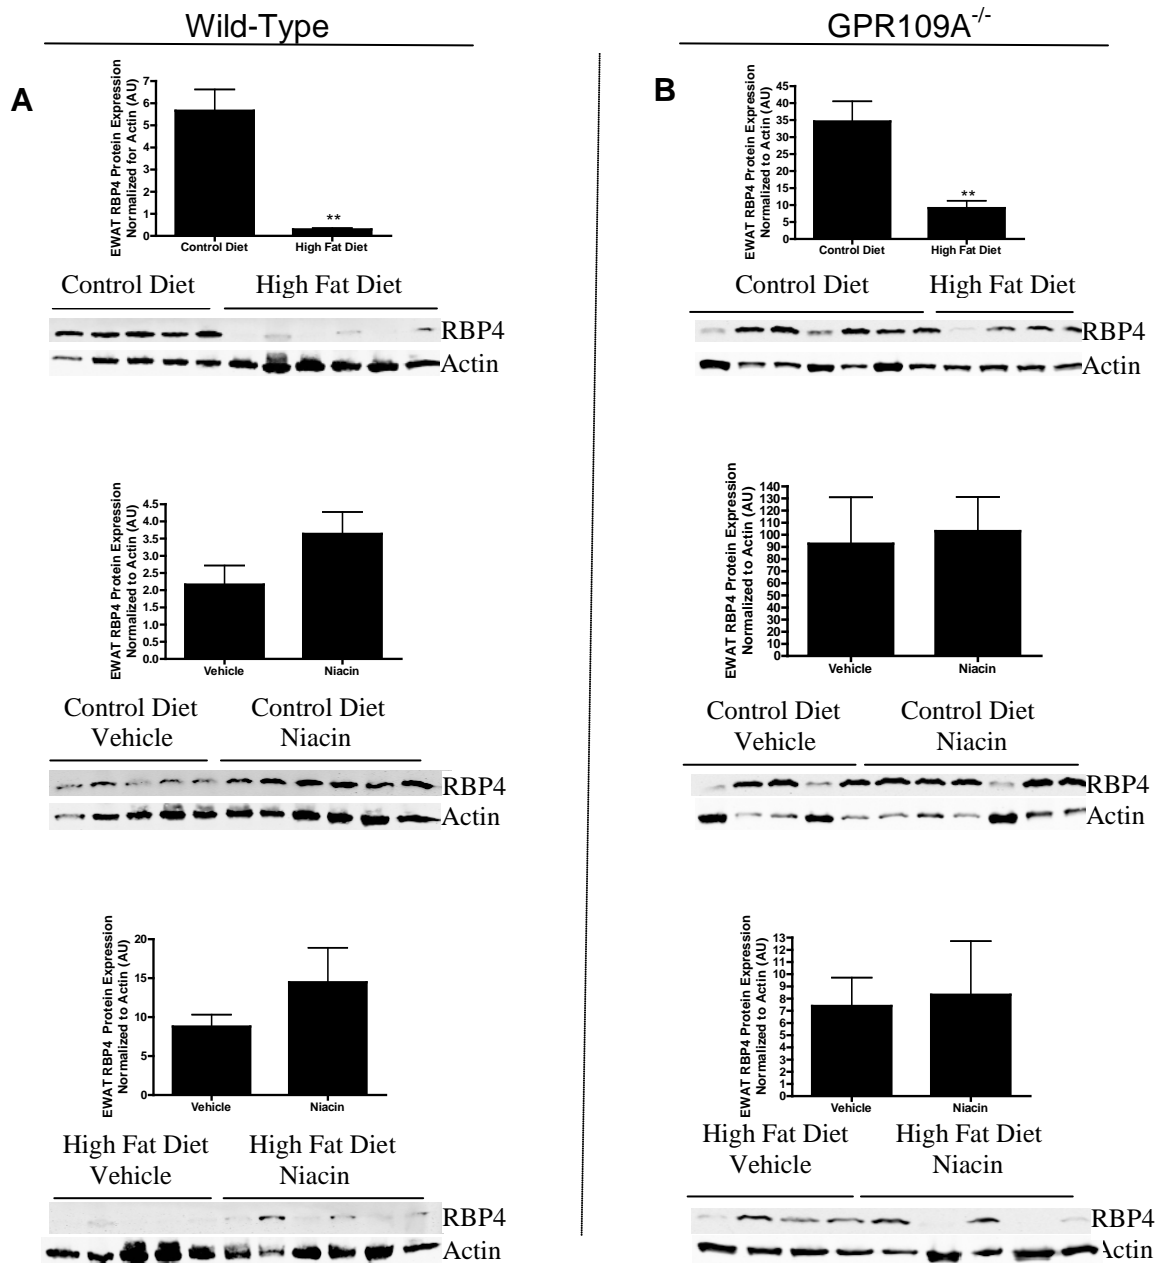 Wild-Type
GPR109A-/-
A
EWAT RBP4 Protein Expression
Normalized for Actin (AU)
7
6
5
4
3
2
1
0
**
Control Diet High Fat Diet
Control Diet High Fat Diet
RBP4
Actin
EWAT RBP4 Protein Expression
Normalized to Actin (AU)
4.5
4.0
3.5
3.0
2.5
2.0
1.5
1.0
0.5
0.0
Vehicle Niacin
Control Diet Control Diet
Vehicle Niacin
RBP4
Actin
EWAT RBP4 Protein Expression
Normalized to Actin (AU)
20
15
10
5
0
Vehicle Niacin
High Fat Diet High Fat Diet
Vehicle Niacin
RBP4
Actin
B
EWAT RBP4 Protein Expression
Normalized to Actin (AU)
45
40
35
30
25
20
15
10
5
0
**
Control Diet High Fat Diet
Control Diet High Fat Diet
RBP4
Actin
EWAT RBP4 Protein Expression
Normalized to Actin (AU)
140
130
120
110
100
90
80
70
60
50
40
30
20
10
0
Vehicle Niacin
Control Diet Control Diet
Vehicle Niacin
RBP4
Actin
EWAT RBP4 Protein Expression
Normalized to Actin (AU)
13
12
11
10
9
8
7
6
5
4
3
2
1
0
Vehicle Niacin
High Fat Diet High Fat Diet
Vehicle Niacin
RBP4
Actin